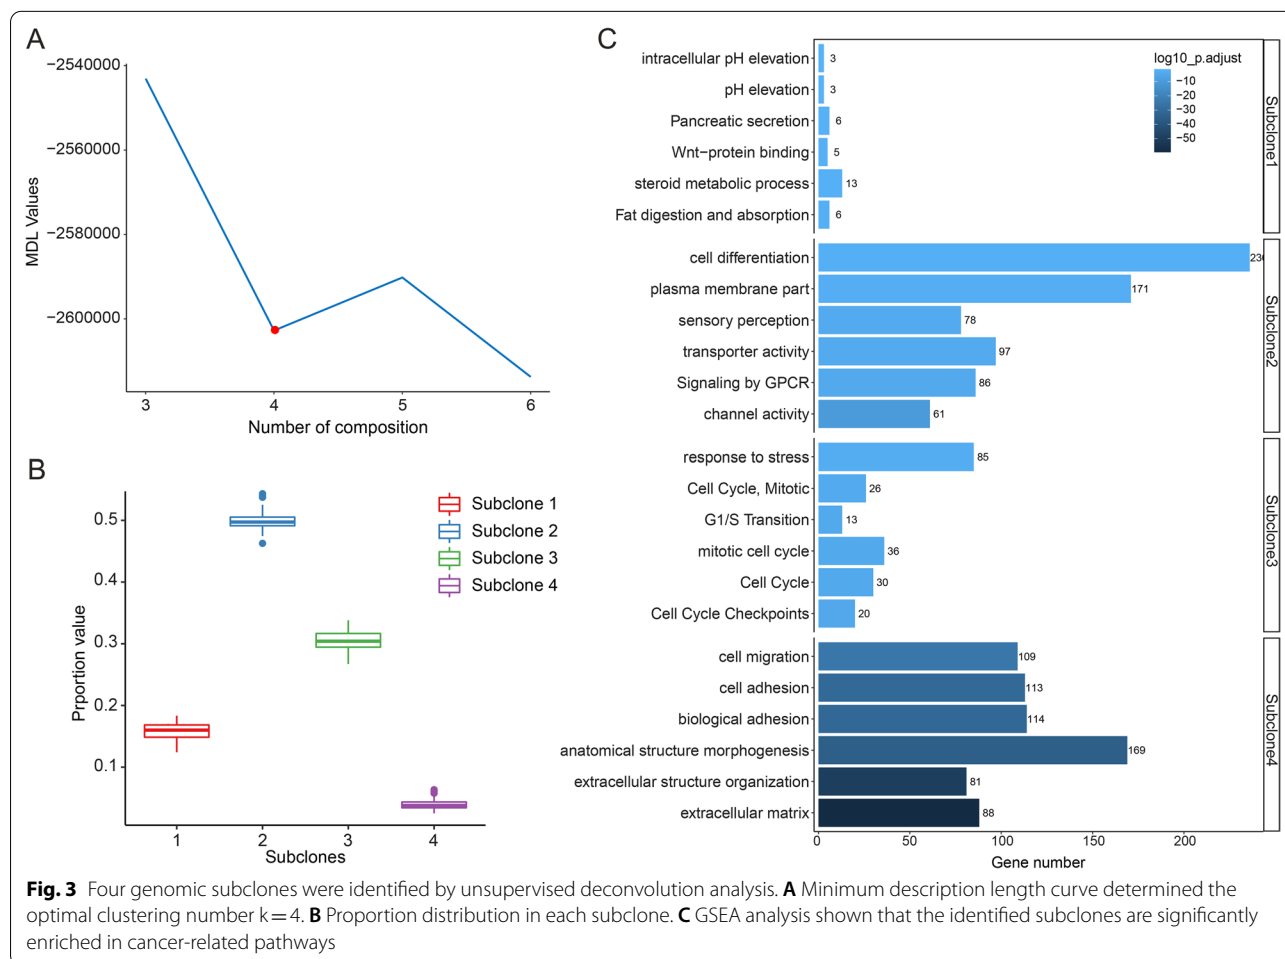 A
−2540000
−2560000
−2580000
−2600000
MDL Values
3
4
5
6
Number of composition
B
0.5
0.4
0.3
0.2
0.1
Prportion value
Subclone 1
Subclone 2
Subclone 3
Subclone 4
1
2
3
4
Subclones
C
log10_p.adjust
−10
−20
−30
−40
−50
intracellular pH elevation 3
pH elevation 3
Pancreatic secretion 6
Wnt−protein binding 5
steroid metabolic process 13
Fat digestion and absorption 6
Subclone1
cell differentiation
plasma membrane part 171
sensory perception 78
transporter activity 97
Signaling by GPCR 86
channel activity 61
Subclone2
response to stress 85
Cell Cycle, Mitotic 26
G1/S Transition 13
mitotic cell cycle 36
Cell Cycle 30
Cell Cycle Checkpoints 20
Subclone3
cell migration 109
cell adhesion 113
biological adhesion 114
anatomical structure morphogenesis 169
extracellular structure organization 81
extracellular matrix 88
Subclone4
0
50
100
150
200
Gene number
Fig. 3 Four genomic subclones were identified by unsupervised deconvolution analysis. A Minimum description length curve determined the
optimal clustering number k = 4. B Proportion distribution in each subclone. C GSEA analysis shown that the identified subclones are significantly
enriched in cancer-related pathways